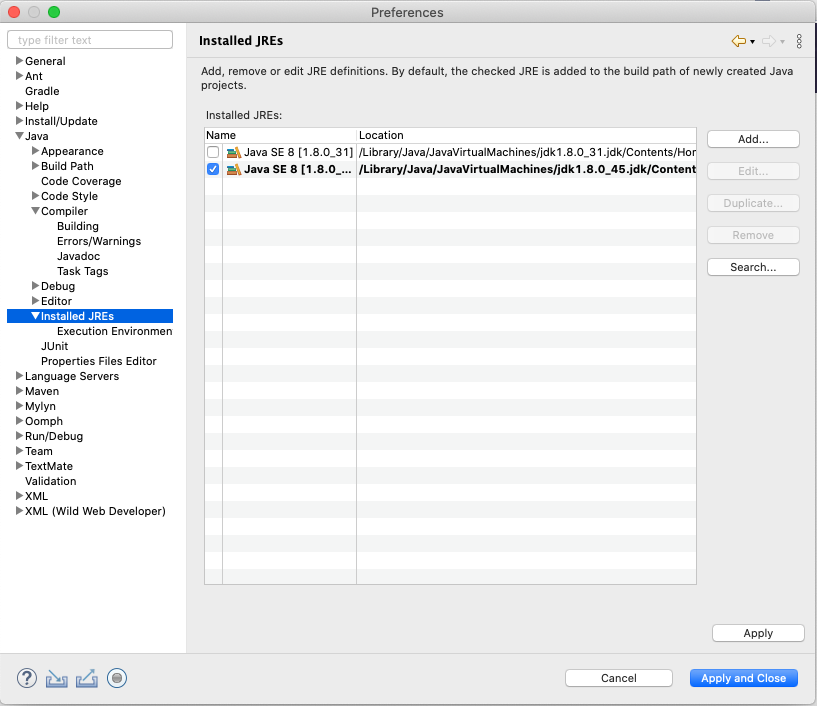 Preferences
type filter text
General
Ant
Gradle
Help
Install/Update
Java
Appearance
Build Path
Code Coverage
Code Style
Compiler
Building
Errors/Warnings
Javadoc
Task Tags
Debug
Editor
Installed JREs
Execution Environmen
JUnit
Properties Files Editor
Language Servers
Maven
Mylyn
Oomph
Run/Debug
Team
TextMate
Validation
XML
XML (Wild Web Developer)
Installed JREs
Add, remove or edit JRE definitions. By default, the checked JRE is added to the build path of newly created Java
projects.
Installed JREs:
Name Location
Java SE 8 [1.8.0_31] /Library/Java/JavaVirtualMachines/jdk1.8.0_31.jdk/Contents/Hor
Java SE 8 [1.8.0_... /Library/Java/JavaVirtualMachines/jdk1.8.0_45.jdk/Content
Add...
Edit...
Duplicate...
Remove
Search...
Apply
?
Cancel
Apply and Close